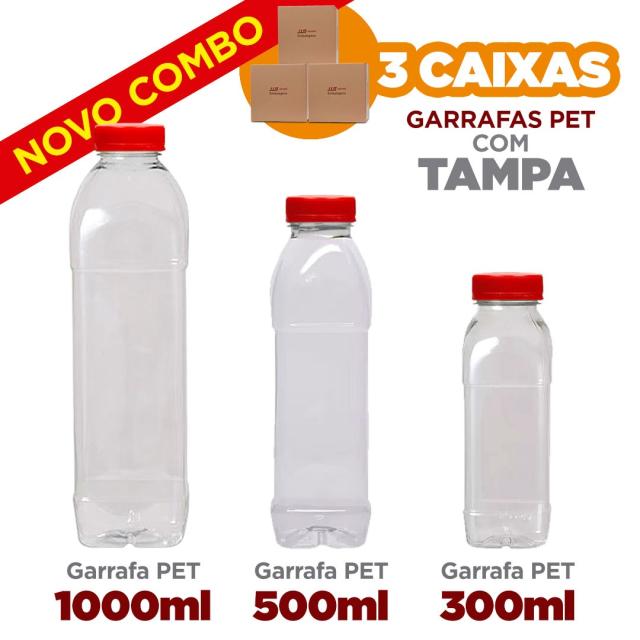 NOVO COMBO
3 CAIXAS
GARRAFAS PET
COM
TAMPA
Garrafa PET
1000ml
Garrafa PET
500ml
Garrafa PET
300ml